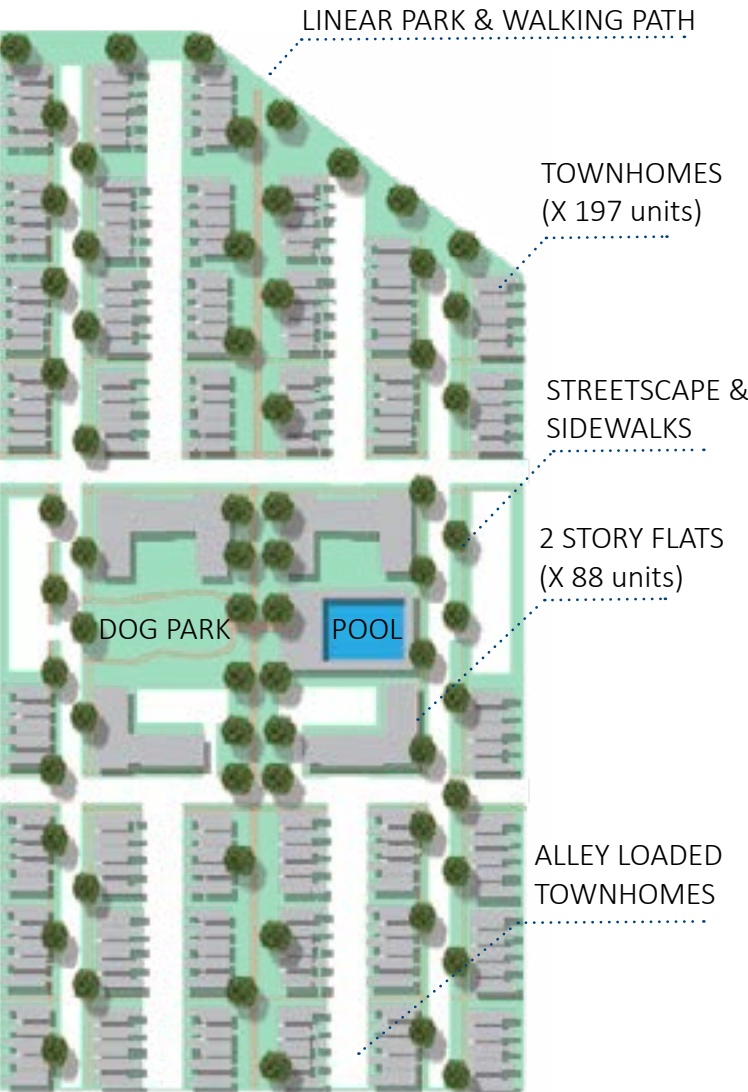 LINEAR PARK & WALKING PATH
TOWNHOMES
(X 197 units)
STREETSCAPE &
SIDEWALKS
2 STORY FLATS
(X 88 units)
DOG PARK
POOL
ALLEY LOADED
TOWNHOMES